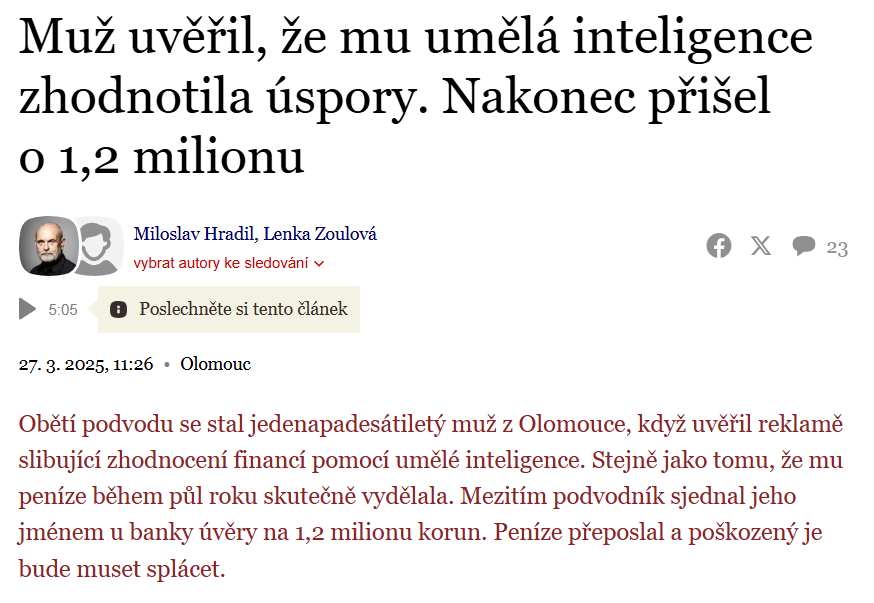 Muž uvěřil, že mu umělá inteligence
zhodnotila úspory. Nakonec přišel
o 1,2 milionu
Miloslav Hradil, Lenka Zoulová
vybrat autory ke sledování
23
5:05
Poslechněte si tento článek
27. 3. 2025, 11:26 • Olomouc
Obětí podvodu se stal jedenapadesátiletý muž z Olomouce, když uvěřil reklamě
slibující zhodnocení financí pomocí umělé inteligence. Stejně jako tomu, že mu
peníze během půl roku skutečně vydělala. Mezitím podvodník sjednal jeho
jménem u banky úvěry na 1,2 milionu korun. Peníze přeposlal a poškozený je
bude muset splácet.